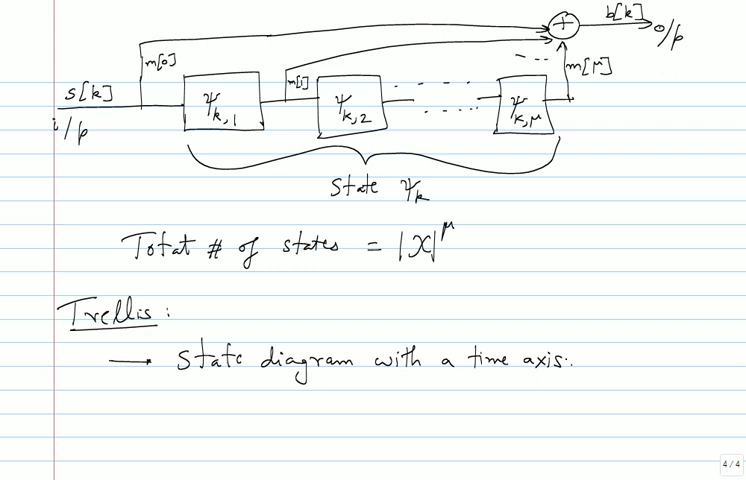 b[k]
o/p
m[0]
m[1]
m[μ]
s[k]
i/p
ψk,1
ψk,2
ψk,μ
State ψk
Total # of states = |X|^μ
Trellis:
→ State diagram with a time axis.
4/4